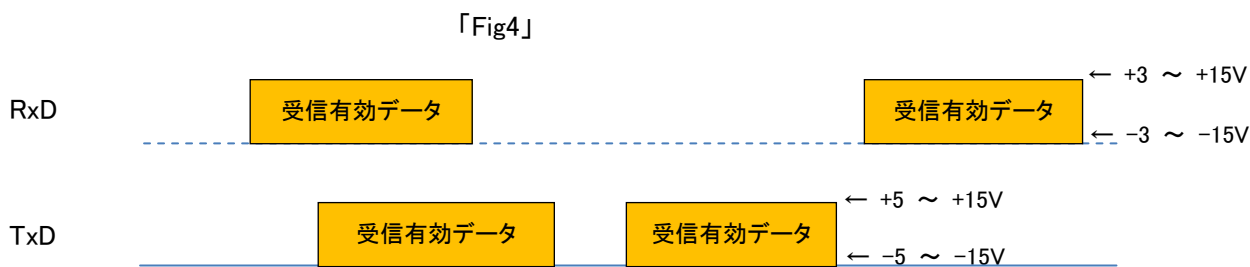 「Fig4」
← +3 ～ +15V
RxD 受信有効データ 受信有効データ
← -3 ～ -15V
← +5 ～ +15V
TxD 受信有効データ 受信有効データ
← -5 ～ -15V